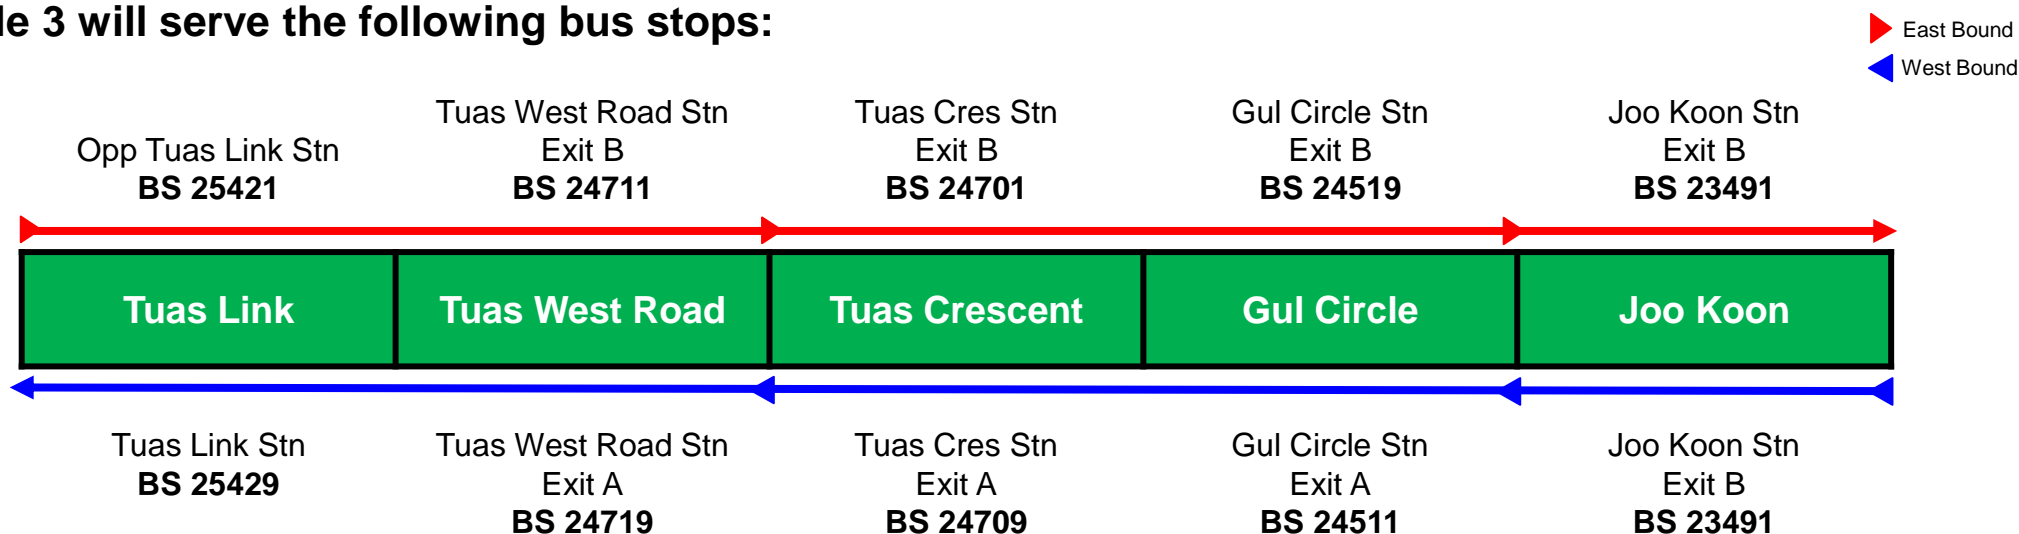 3 will serve the following bus stops:
East Bound
West Bound
Opp Tuas Link Stn
BS 25421
Tuas West Road Stn
Exit B
BS 24711
Tuas Cres Stn
Exit B
BS 24701
Gul Circle Stn
Exit B
BS 24519
Joo Koon Stn
Exit B
BS 23491
Tuas Link
Tuas West Road
Tuas Crescent
Gul Circle
Joo Koon
Tuas Link Stn
BS 25429
Tuas West Road Stn
Exit A
BS 24719
Tuas Cres Stn
Exit A
BS 24709
Gul Circle Stn
Exit A
BS 24511
Joo Koon Stn
Exit B
BS 23491